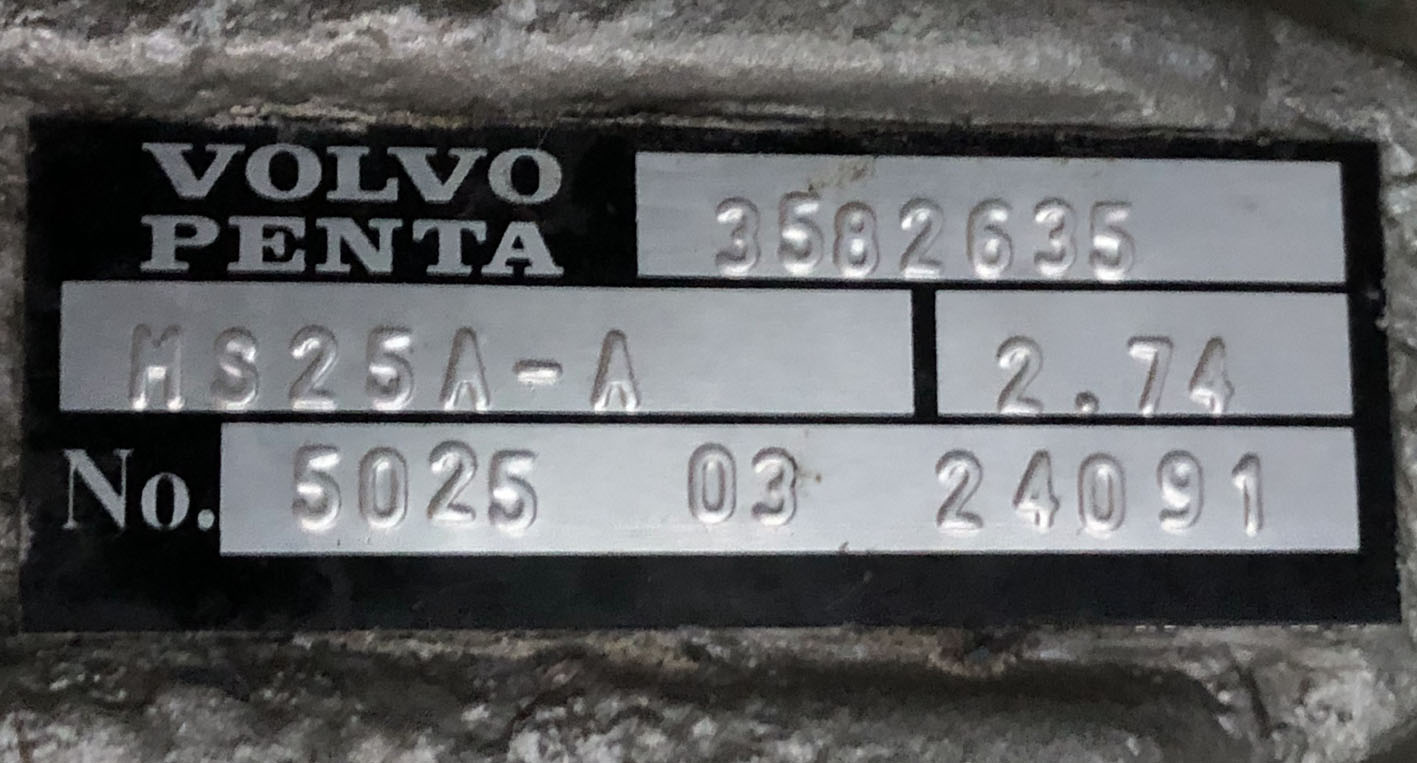 VOLVO
PENTA
3582635
MS25A-A 2.74
No. 5025 03 24091